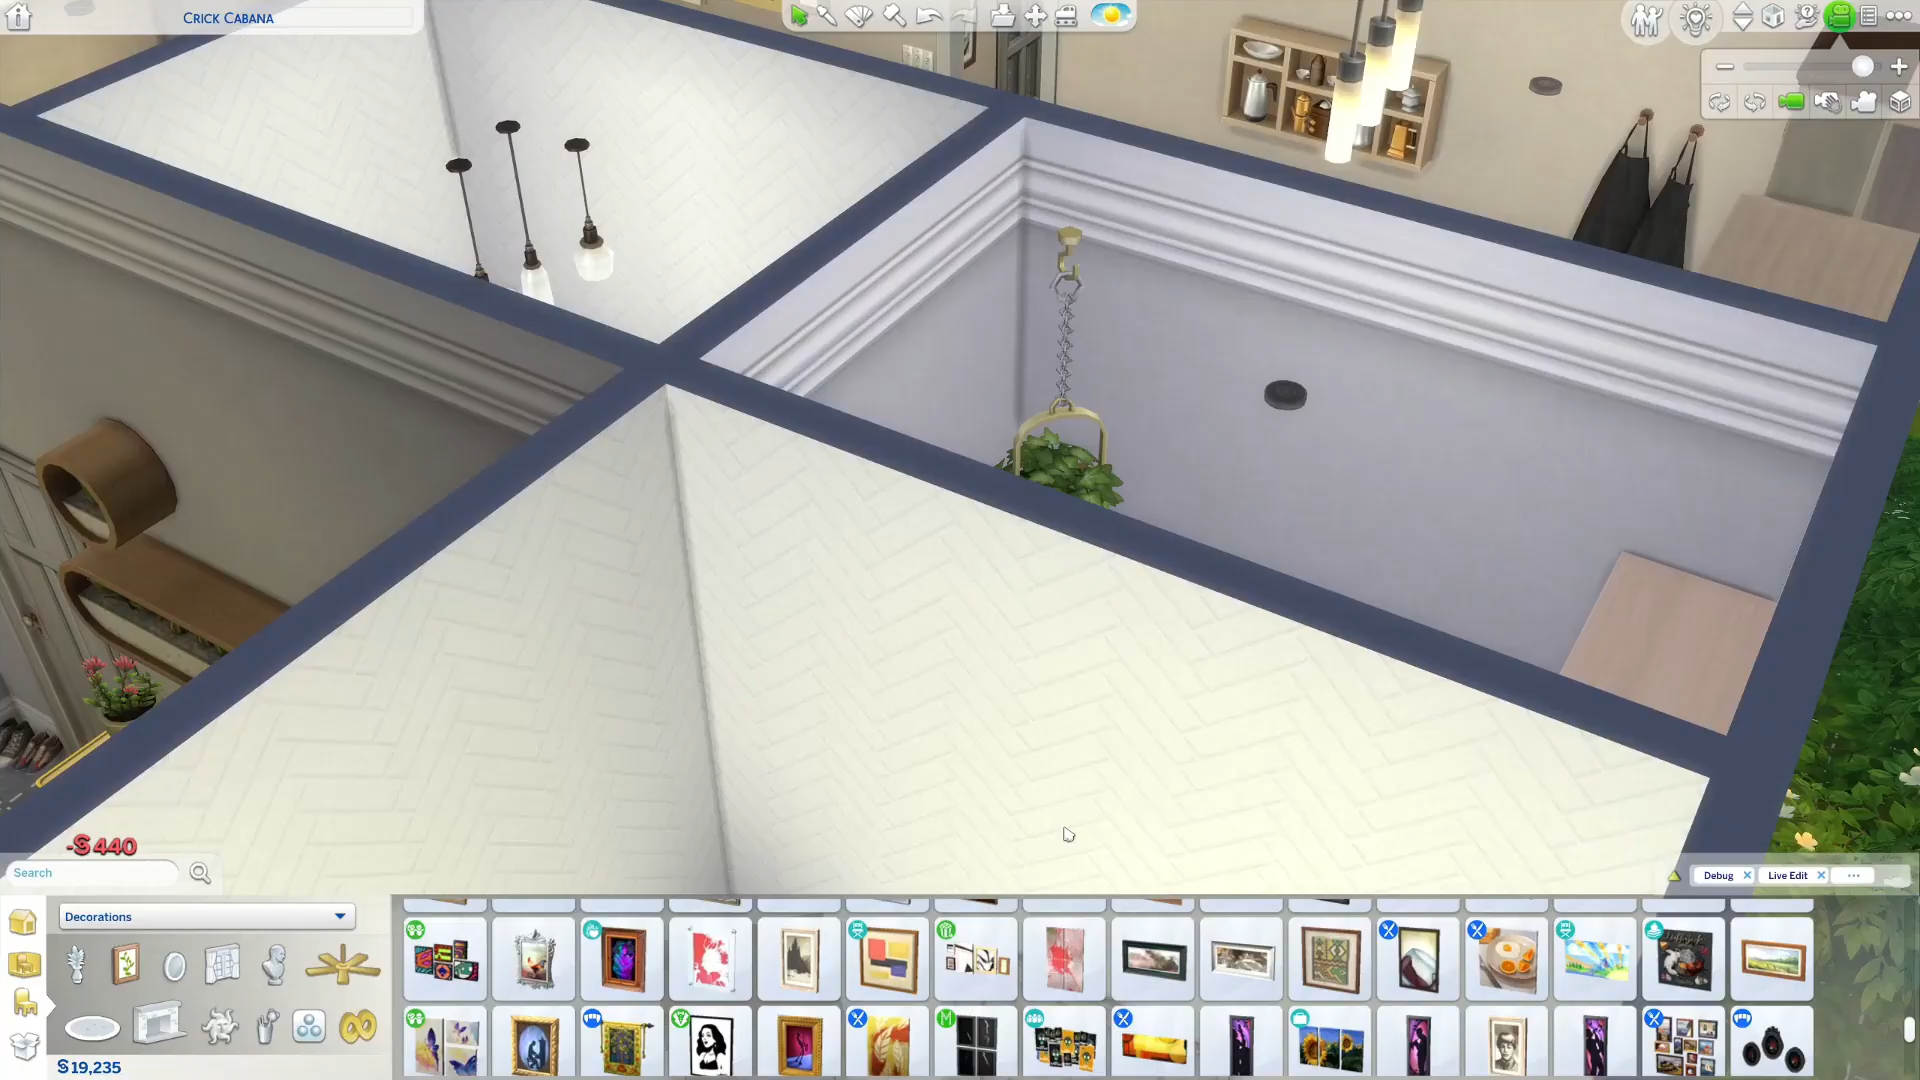 CRICK CABANA
-§440
Search
Debug
Live Edit
Decorations
§19,235